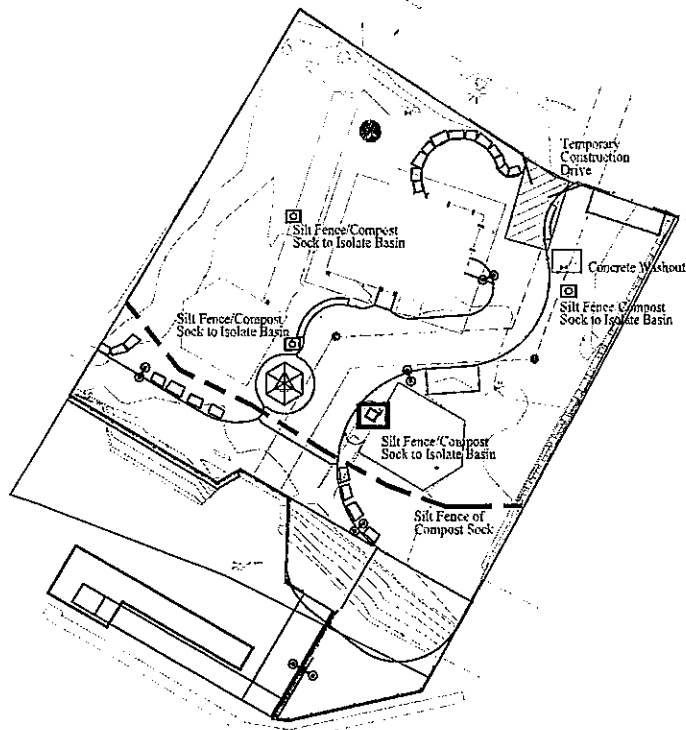 Temporary
Construction
Drive
Silt Fence/Compost
Sock to Isolate Basin
Concrete Washout
Silt Fence Compost
Sock to Isolate Basin
Silt Fence/Compost
Sock to Isolate Basin
Silt Fence/Compost
Sock to Isolate Basin
Silt Fence of
Compost Sock